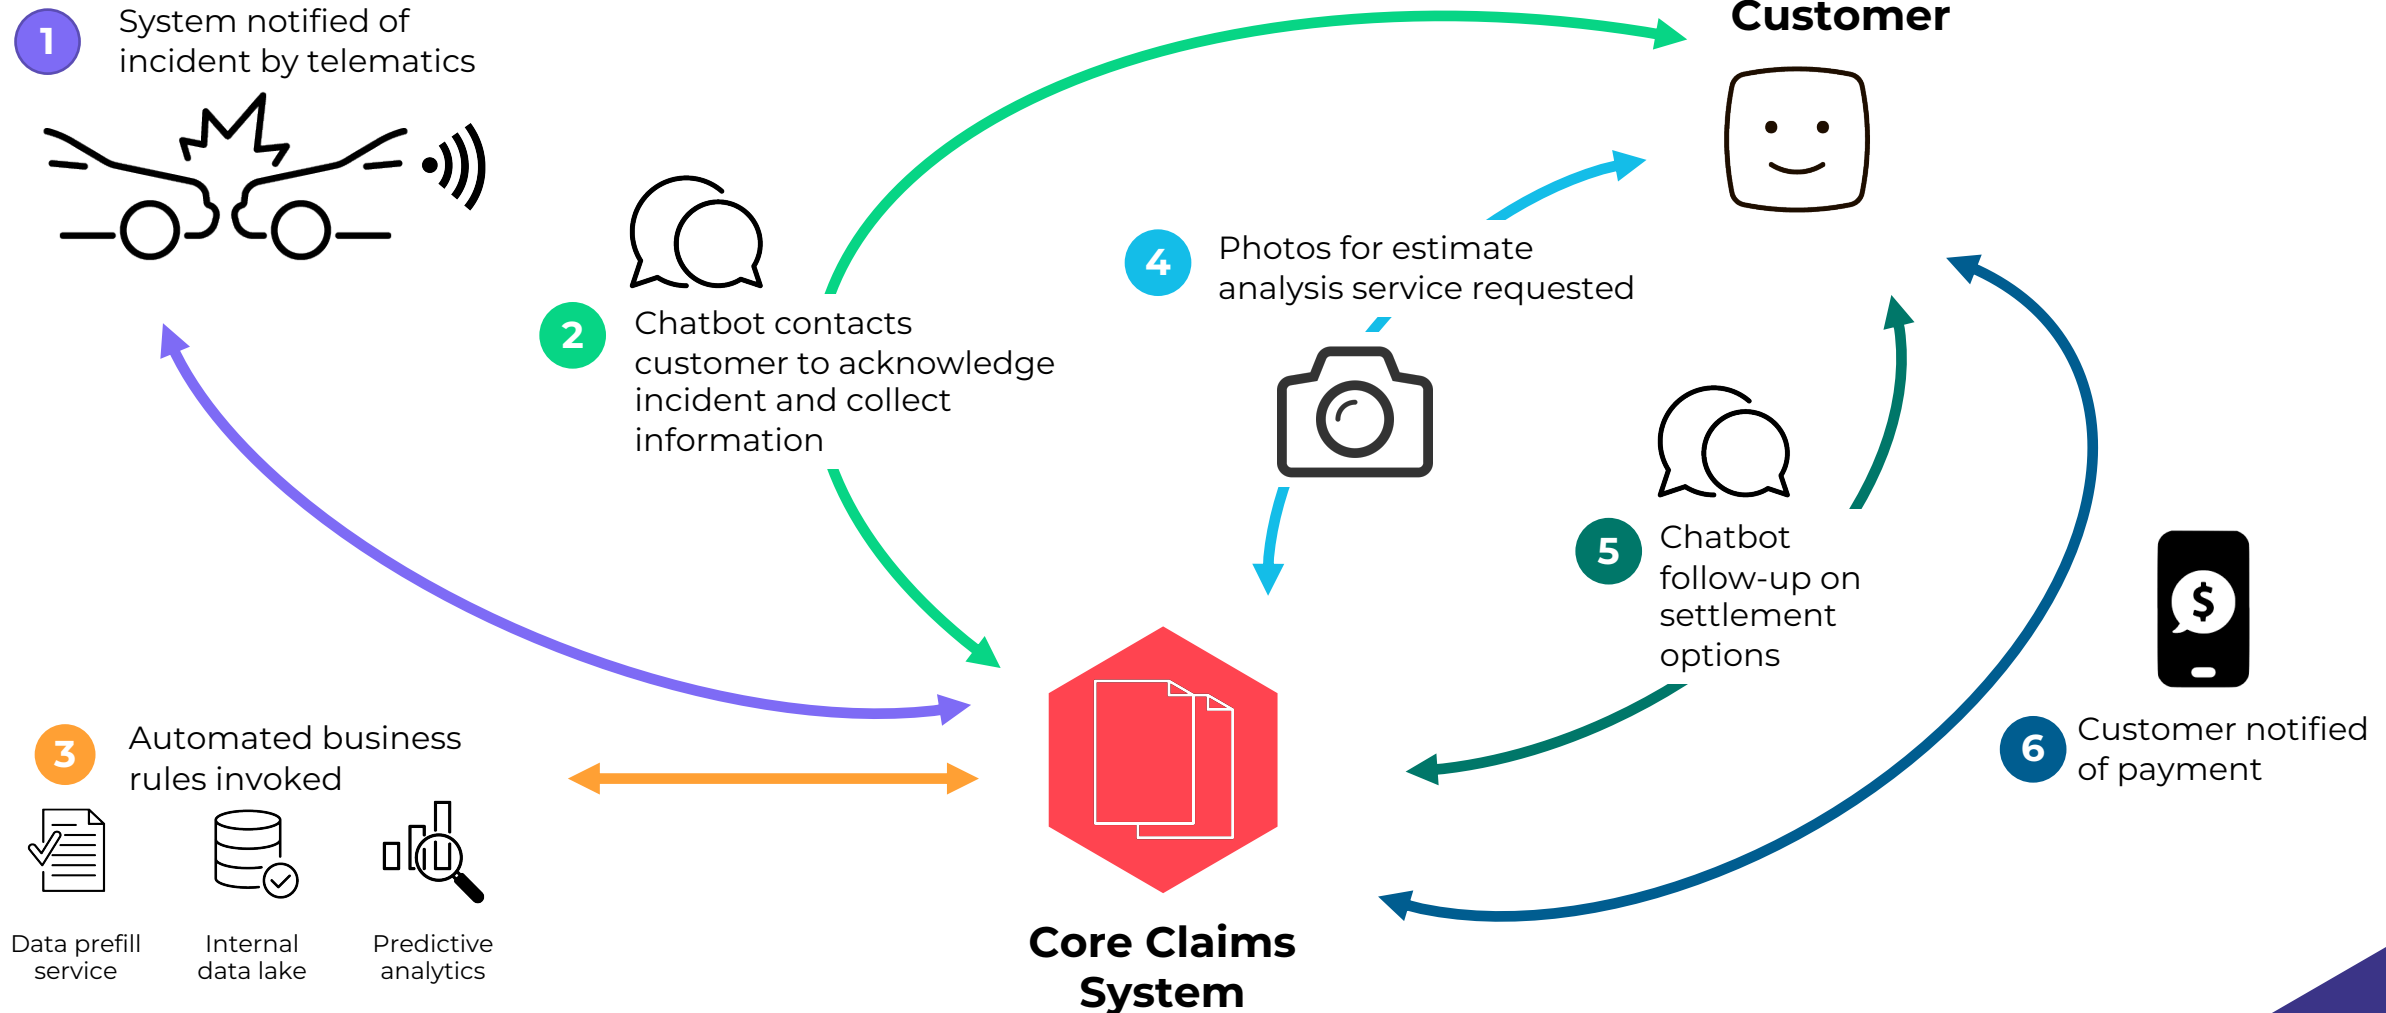 1
System notified of
incident by telematics
Customer
2
Chatbot contacts
customer to acknowledge
incident and collect
information
4
Photos for estimate
analysis service requested
5
Chatbot
follow-up on
settlement
options
$
6
Customer notified
of payment
3
Automated business
rules invoked
Data prefill
service
Internal
data lake
Predictive
analytics
Core Claims
System